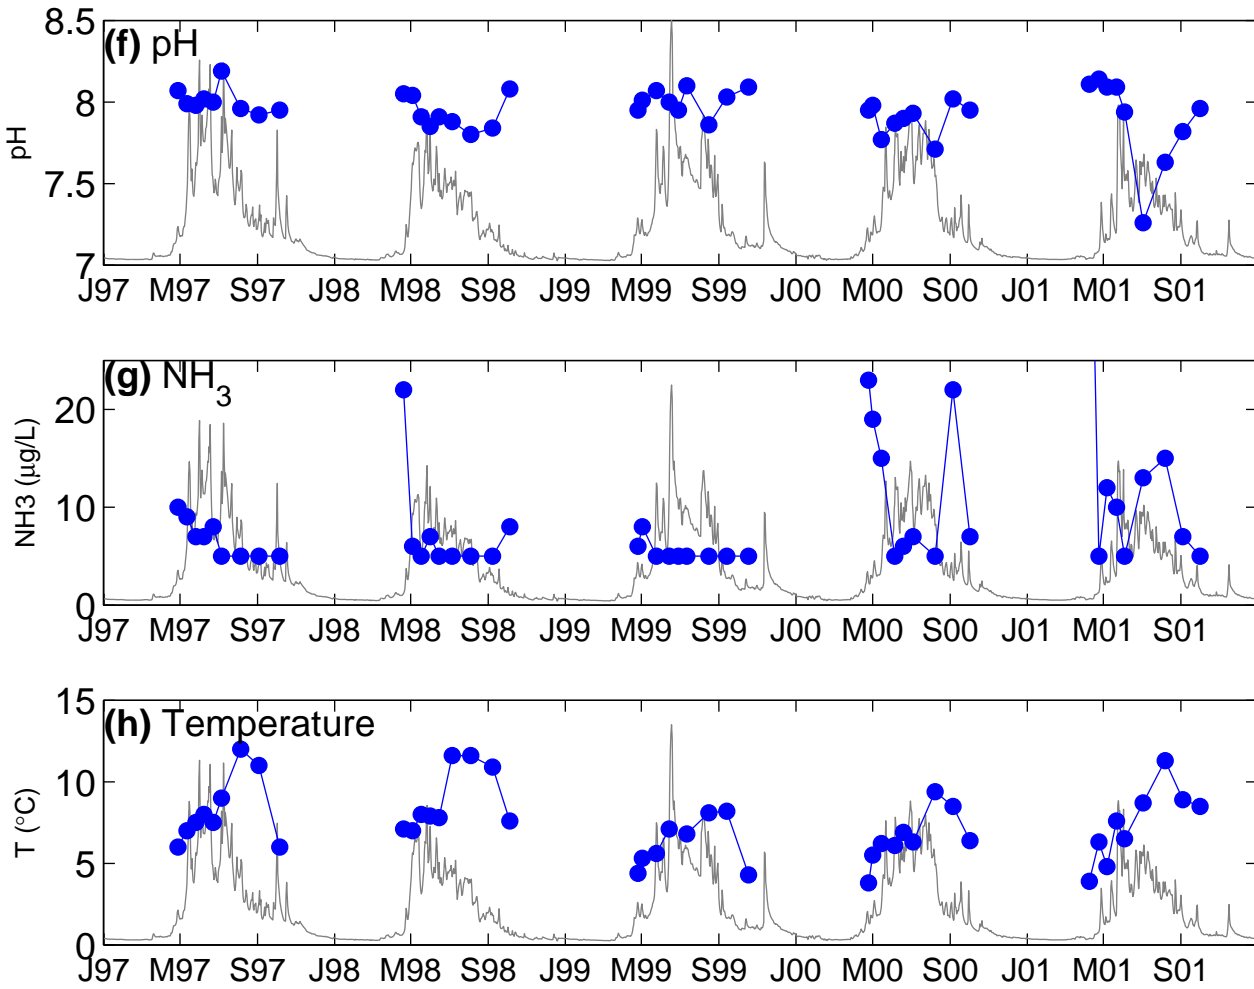 (f) pH
pH
8.5
8
7.5
7
J97 M97 S97 J98 M98 S98 J99 M99 S99 J00 M00 S00 J01 M01 S01
(g) NH3
NH3 (μg/L)
20
10
0
J97 M97 S97 J98 M98 S98 J99 M99 S99 J00 M00 S00 J01 M01 S01
(h) Temperature
T (°C)
15
10
5
0
J97 M97 S97 J98 M98 S98 J99 M99 S99 J00 M00 S00 J01 M01 S01